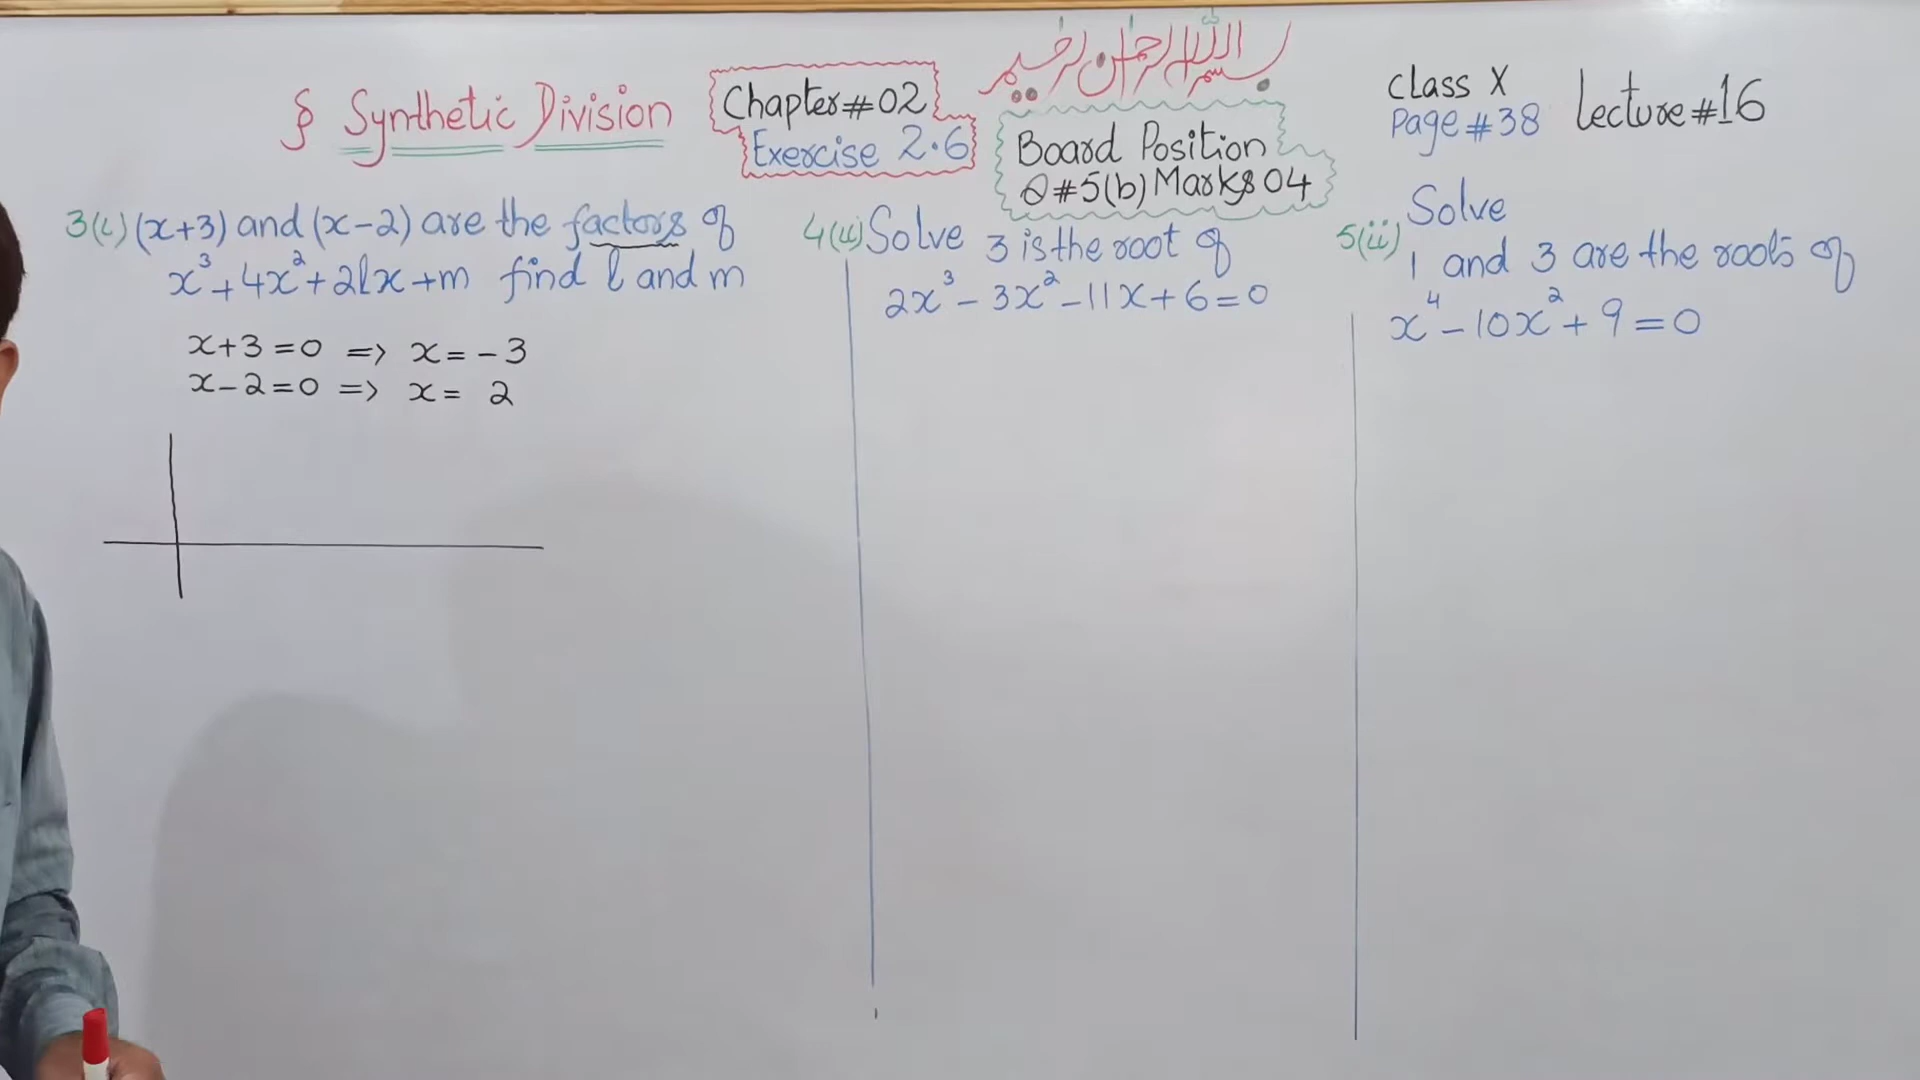 § Synthetic Division
Chapter#02
Exercise 2.6
بسم اللہ الرحمٰن الرحیم
Board Position
Q#5(b) Marks 04
Class X
Page #38
Lecture#16
3(i) (x+3) and (x-2) are the factors of
x³+4x²+2lx+m find l and m
x+3=0 => x=-3
x-2=0 => x= 2
4(ii) Solve 3 is the root of
2x³-3x²-11x+6=0
5(ii) Solve
1 and 3 are the roots of
x⁴-10x²+9=0